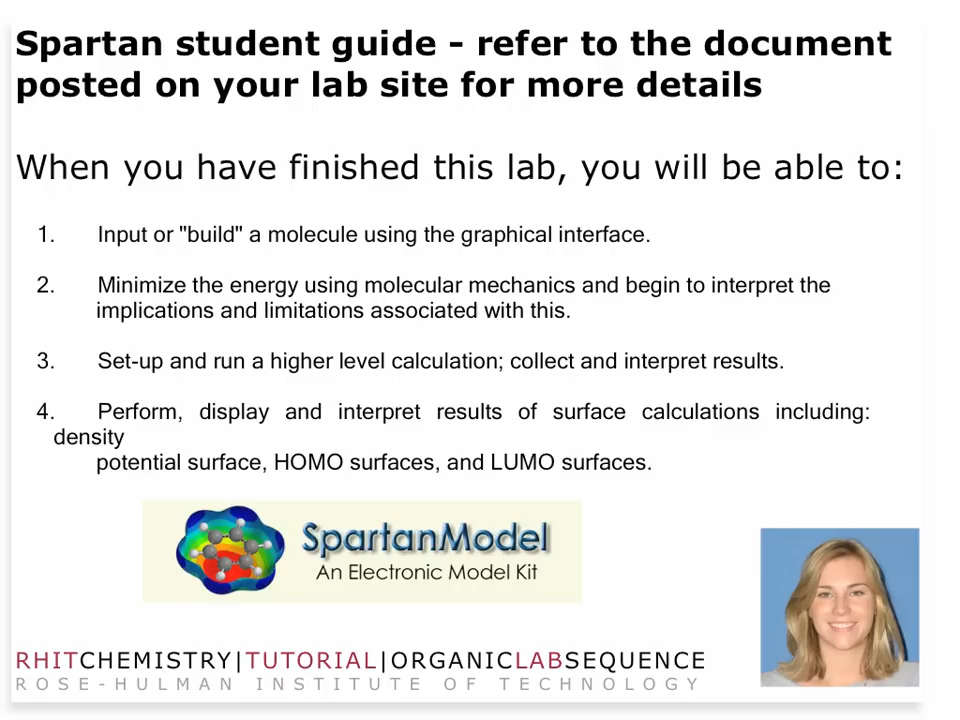 Spartan student guide - refer to the document
posted on your lab site for more details
When you have finished this lab, you will be able to:
1. Input or "build" a molecule using the graphical interface.
2. Minimize the energy using molecular mechanics and begin to interpret the
implications and limitations associated with this.
3. Set-up and run a higher level calculation; collect and interpret results.
4. Perform, display and interpret results of surface calculations including:
density
potential surface, HOMO surfaces, and LUMO surfaces.
SpartanModel
An Electronic Model Kit
RHITCHEMISTRY|TUTORIAL|ORGANICLABSEQUENCE
ROSE-HULMAN INSTITUTE OF TECHNOLOGY